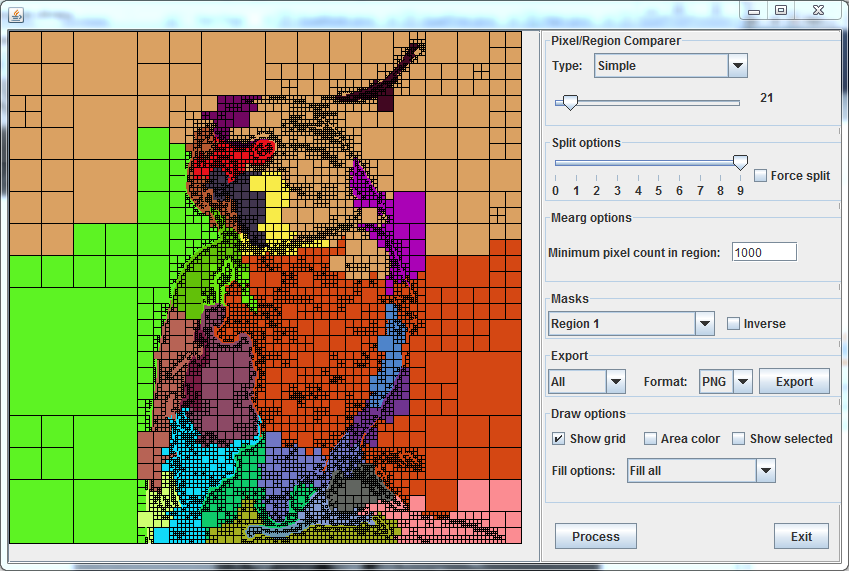 Pixel/Region Comparer
Type: Simple
21
Split options
Force split
0 1 2 3 4 5 6 7 8 9
Mearg options
Minimum pixel count in region: 1000
Masks
Region 1 Inverse
Export
All Format: PNG Export
Draw options
Show grid Area color Show selected
Fill options: Fill all
Process Exit